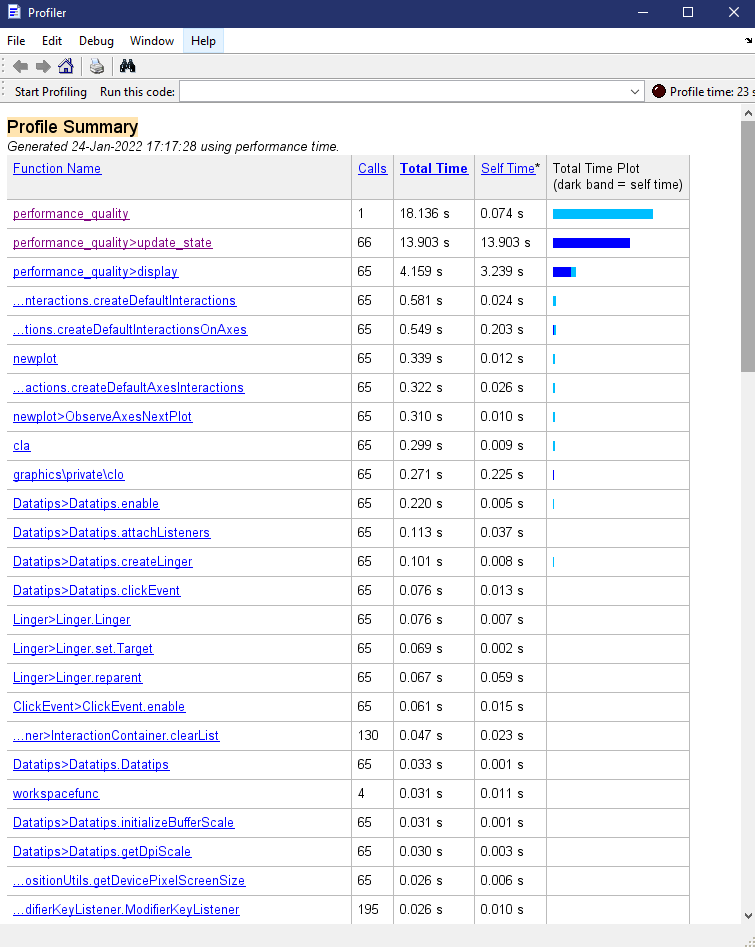 Profiler
File Edit Debug Window Help
Start Profiling Run this code: Profile time: 23 s
Profile Summary
Generated 24-Jan-2022 17:17:28 using performance time.
Function Name Calls Total Time Self Time* Total Time Plot
(dark band = self time)
performance_quality 1 18.136 s 0.074 s
performance_quality>update_state 66 13.903 s 13.903 s
performance_quality>display 65 4.159 s 3.239 s
...nteractions.createDefaultInteractions 65 0.581 s 0.024 s
...tions.createDefaultInteractionsOnAxes 65 0.549 s 0.203 s
newplot 65 0.339 s 0.012 s
...actions.createDefaultAxesInteractions 65 0.322 s 0.026 s
newplot>ObserveAxesNextPlot 65 0.310 s 0.010 s
cla 65 0.299 s 0.009 s
graphics\private\clo 65 0.271 s 0.225 s
Datatips>Datatips.enable 65 0.220 s 0.005 s
Datatips>Datatips.attachListeners 65 0.113 s 0.037 s
Datatips>Datatips.createLinger 65 0.101 s 0.008 s
Datatips>Datatips.clickEvent 65 0.076 s 0.013 s
Linger>Linger.Linger 65 0.076 s 0.007 s
Linger>Linger.set.Target 65 0.069 s 0.002 s
Linger>Linger.reparent 65 0.067 s 0.059 s
ClickEvent>ClickEvent.enable 65 0.061 s 0.015 s
...ner>InteractionContainer.clearList 130 0.047 s 0.023 s
Datatips>Datatips.Datatips 65 0.033 s 0.001 s
workspacefunc 4 0.031 s 0.011 s
Datatips>Datatips.initializeBufferScale 65 0.031 s 0.001 s
Datatips>Datatips.getDpiScale 65 0.030 s 0.003 s
...ositionUtils.getDevicePixelScreenSize 65 0.026 s 0.006 s
...difierKeyListener.ModifierKeyListener 195 0.026 s 0.010 s